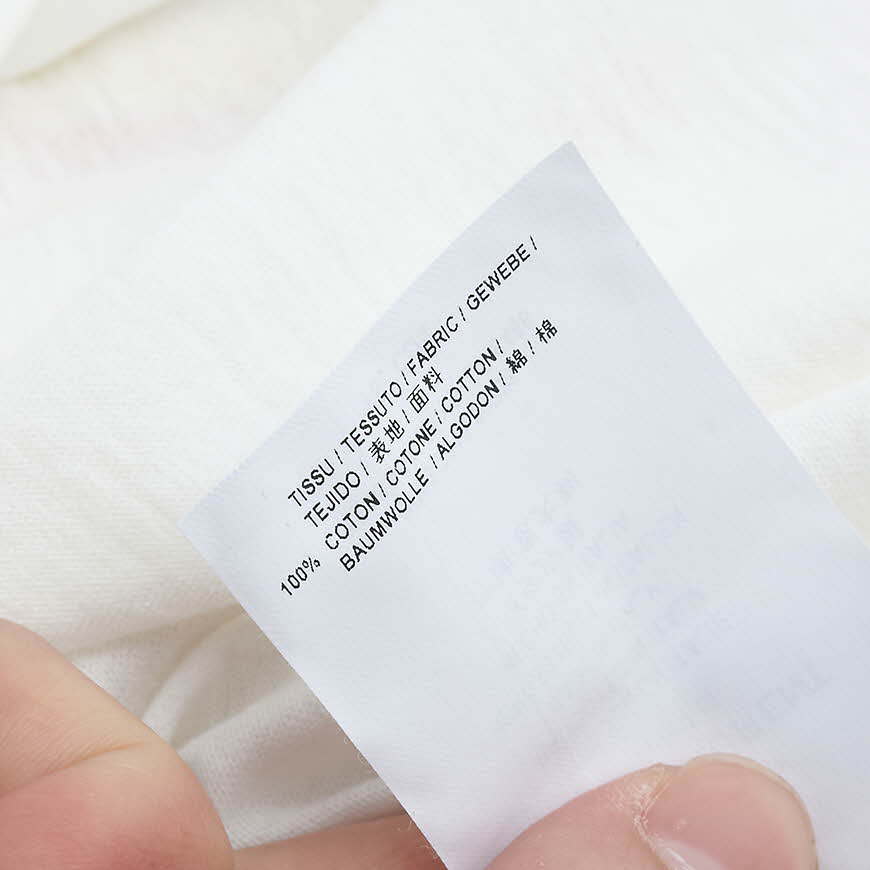 TISSU / TESSUTO / FABRIC / GEWEBE /
TEJIDO / 表地 / 面料
100% COTON / COTONE / COTTON /
BAUMWOLLE / ALGODON / 綿 / 棉